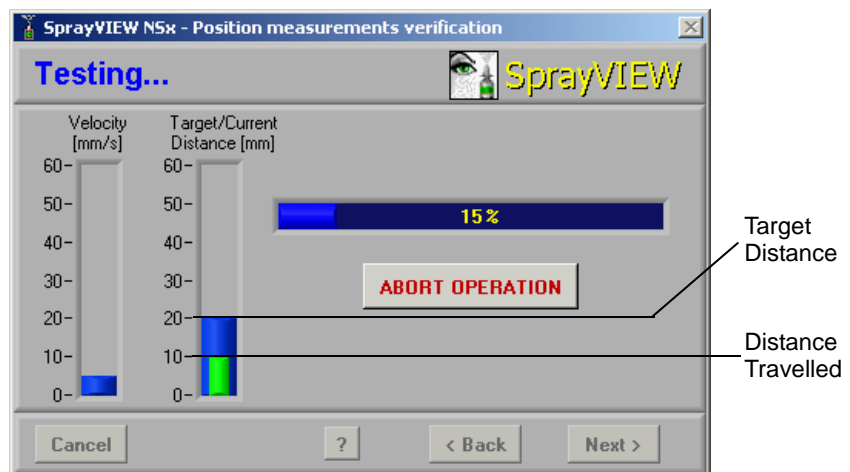 SprayVIEW NSx - Position measurements verification
Testing...
SprayVIEW
Velocity
[mm/s]
Target/Current
Distance [mm]
60
60
50
50
40
40
30
30
20
20
10
10
0
0
15%
ABORT OPERATION
Target
Distance
Distance
Travelled
Cancel
?
< Back
Next >